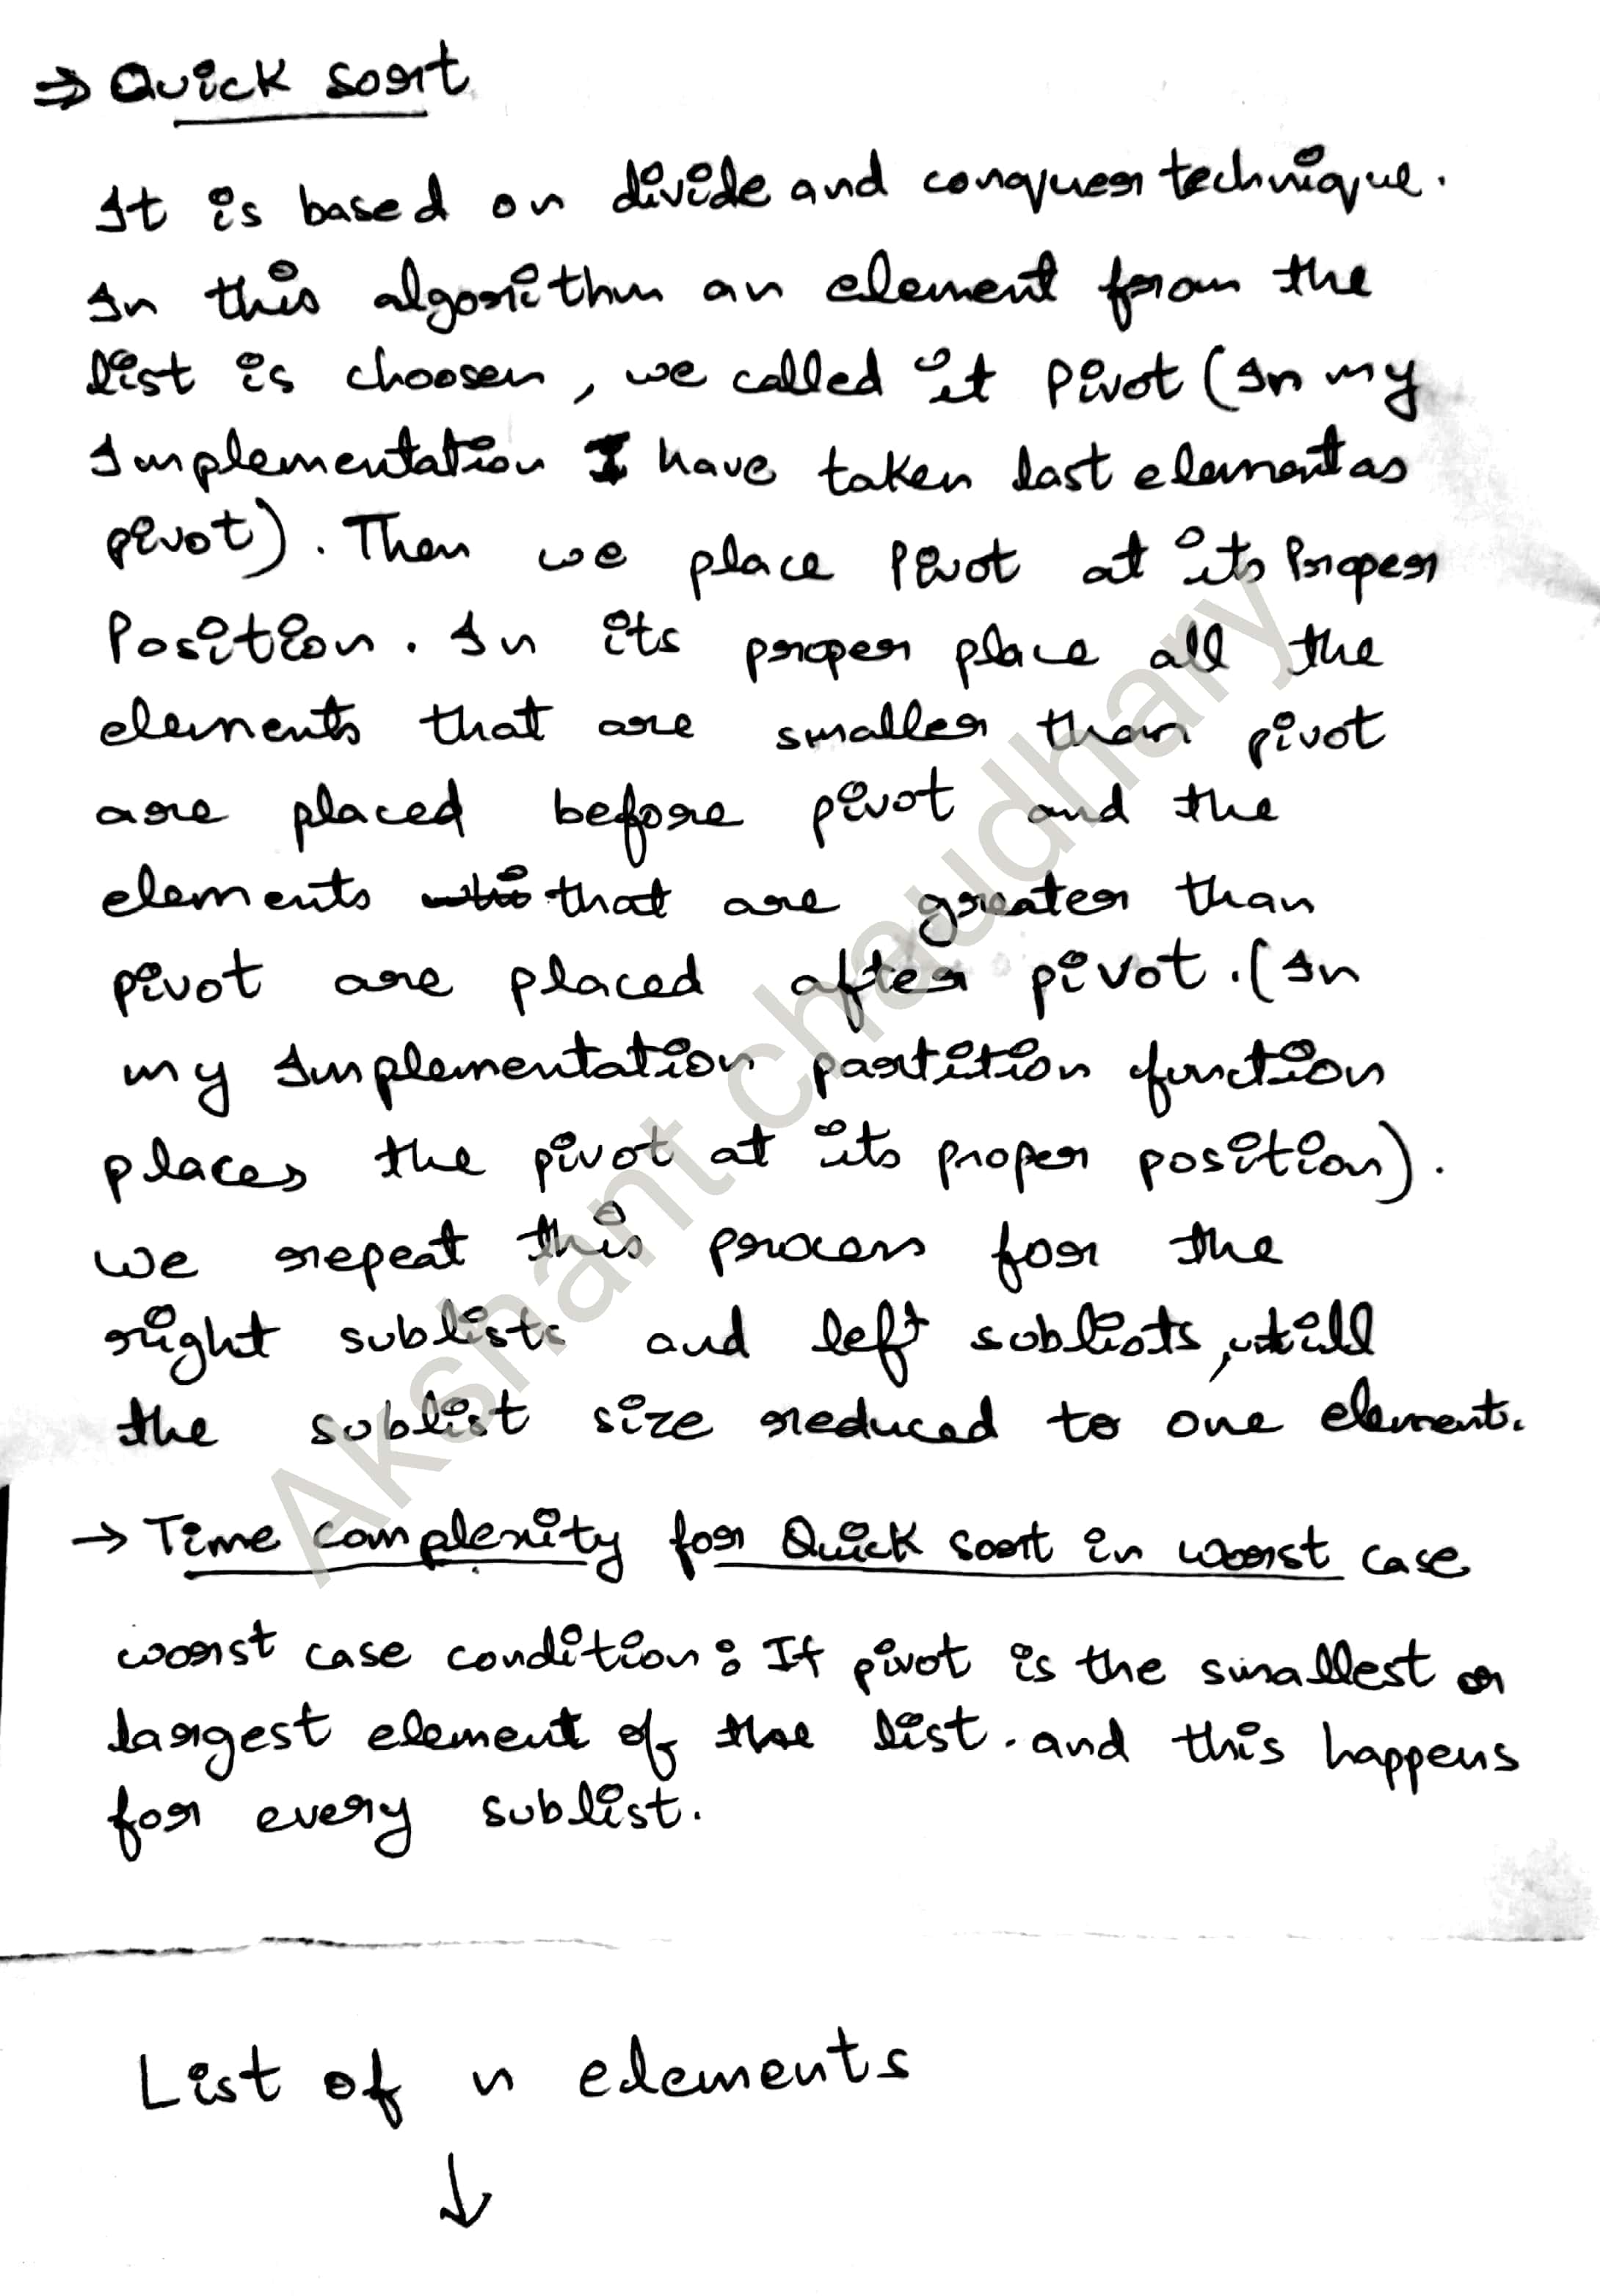 ⇒ Quick sort
It is based on divide and conquer technique.
In this algorithm an element from the
list is choosen, we called it Pivot (In my
Implementation I have taken last element as
pivot). Then we place Pivot at its Proper
Position. In its proper place all the
elements that are smaller than pivot
are placed before pivot and the
elements that are greater than
pivot are placed after pivot. (In
my Implementation partition function
places the pivot at its proper position).
we repeat this process for the
right sublists and left sublists, till
the sublist size reduced to one element.
→ Time complexity for Quick sort in worst case
worst case condition: If pivot is the smallest or
largest element of the list. and this happens
for every sublist.
List of n elements
↓
Akshant chaudhary